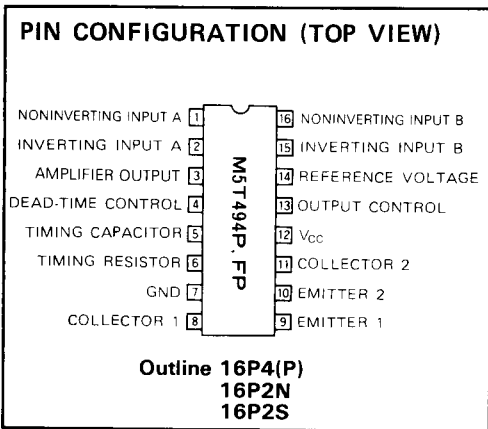 PIN CONFIGURATION (TOP VIEW)
NONINVERTING INPUT A 1
INVERTING INPUT A 2
AMPLIFIER OUTPUT 3
DEAD-TIME CONTROL 4
TIMING CAPACITOR 5
TIMING RESISTOR 6
GND 7
COLLECTOR 1 8
M5T494P, FP
16 NONINVERTING INPUT B
15 INVERTING INPUT B
14 REFERENCE VOLTAGE
13 OUTPUT CONTROL
12 VCC
11 COLLECTOR 2
10 EMITTER 2
9 EMITTER 1
Outline 16P4(P)
16P2N
16P2S